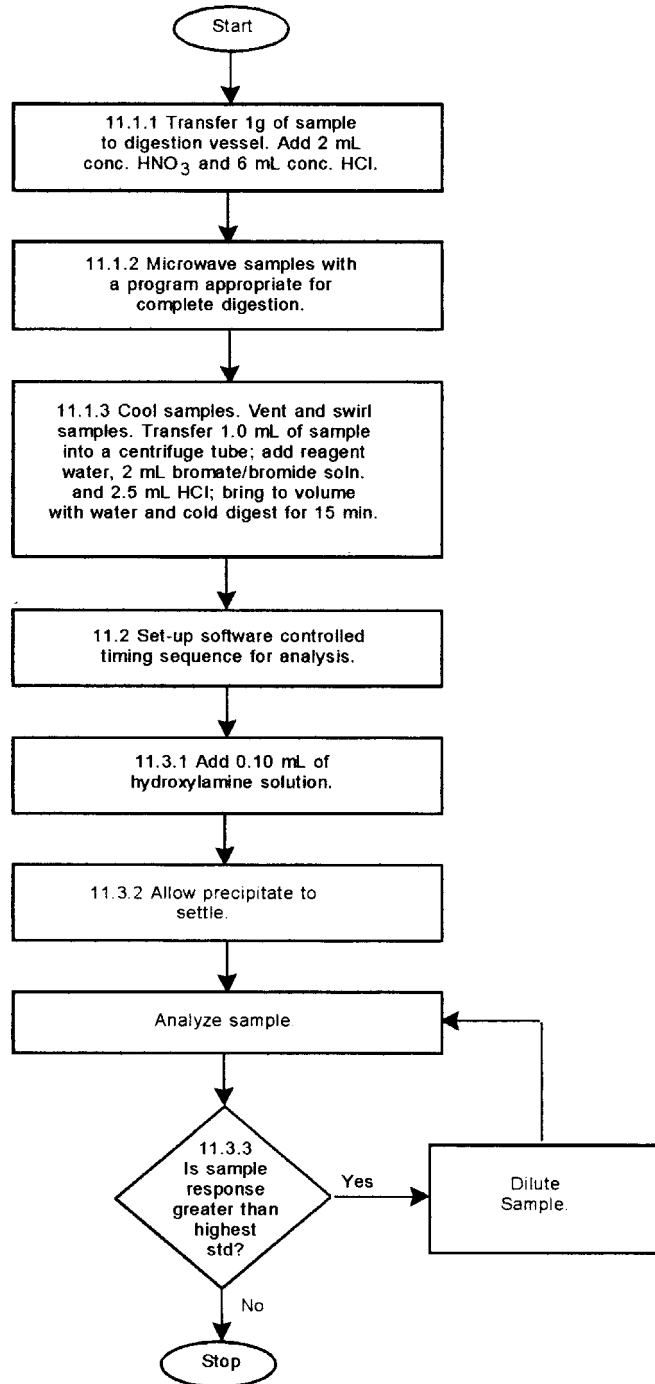 Start
11.1.1 Transfer 1g of sample
to digestion vessel. Add 2 mL
conc. HNO3 and 6 mL conc. HCl.
11.1.2 Microwave samples with
a program appropriate for
complete digestion.
11.1.3 Cool samples. Vent and swirl
samples. Transfer 1.0 mL of sample
into a centrifuge tube; add reagent
water, 2 mL bromate/bromide soln.
and 2.5 mL HCl; bring to volume
with water and cold digest for 15 min.
11.2 Set-up software controlled
timing sequence for analysis.
11.3.1 Add 0.10 mL of
hydroxylamine solution.
11.3.2 Allow precipitate to
settle.
Analyze sample
11.3.3
Is sample
response
greater than
highest
std?
Yes
Dilute
Sample.
No
Stop